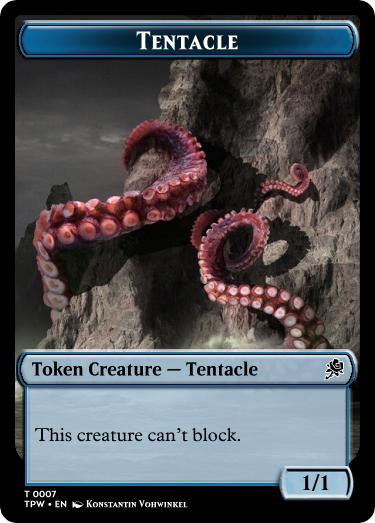 Tentacle
Token Creature — Tentacle
This creature can't block.
1/1
T 0007
TPW • EN Konstantin Vohwinkel